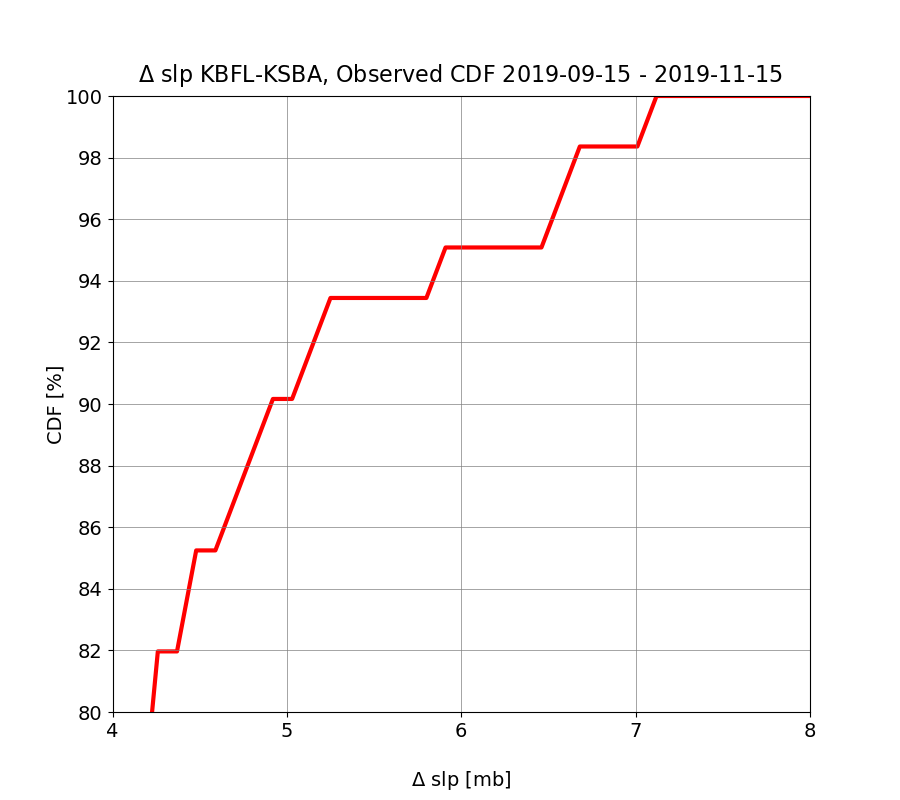 Δ slp KBFL-KSBA, Observed CDF 2019-09-15 - 2019-11-15
100
98
96
94
92
90
88
86
84
82
80
CDF [%]
4 5 6 7 8
Δ slp [mb]